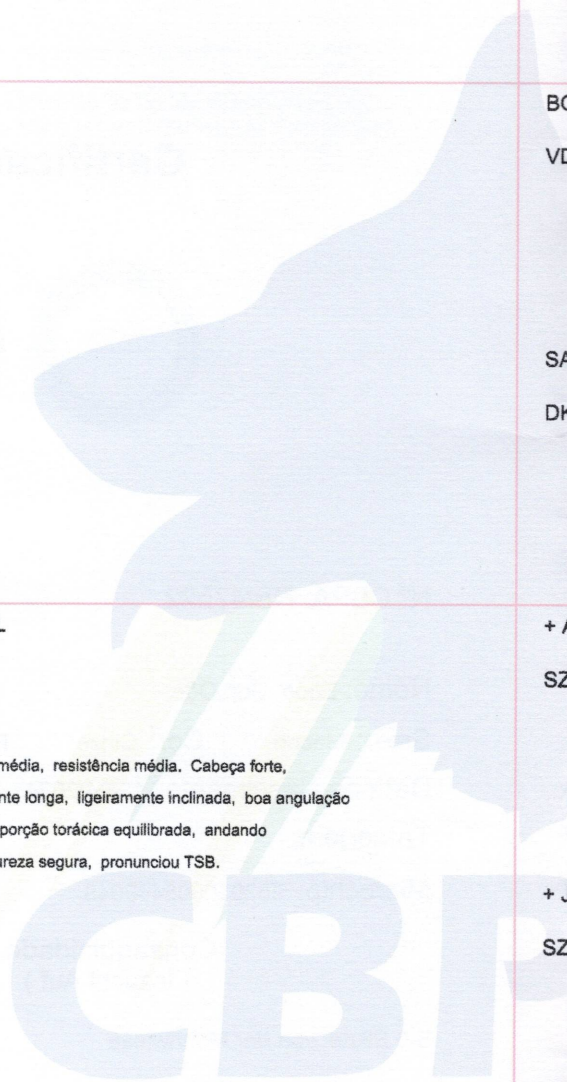 BO
VD
SA
DK
L
+ A
SZ
média, resistência média. Cabeça forte,
nte longa, ligeiramente inclinada, boa angulação
porção torácica equilibrada, andando
ureza segura, pronunciou TSB.
+ J
SZ
CBP